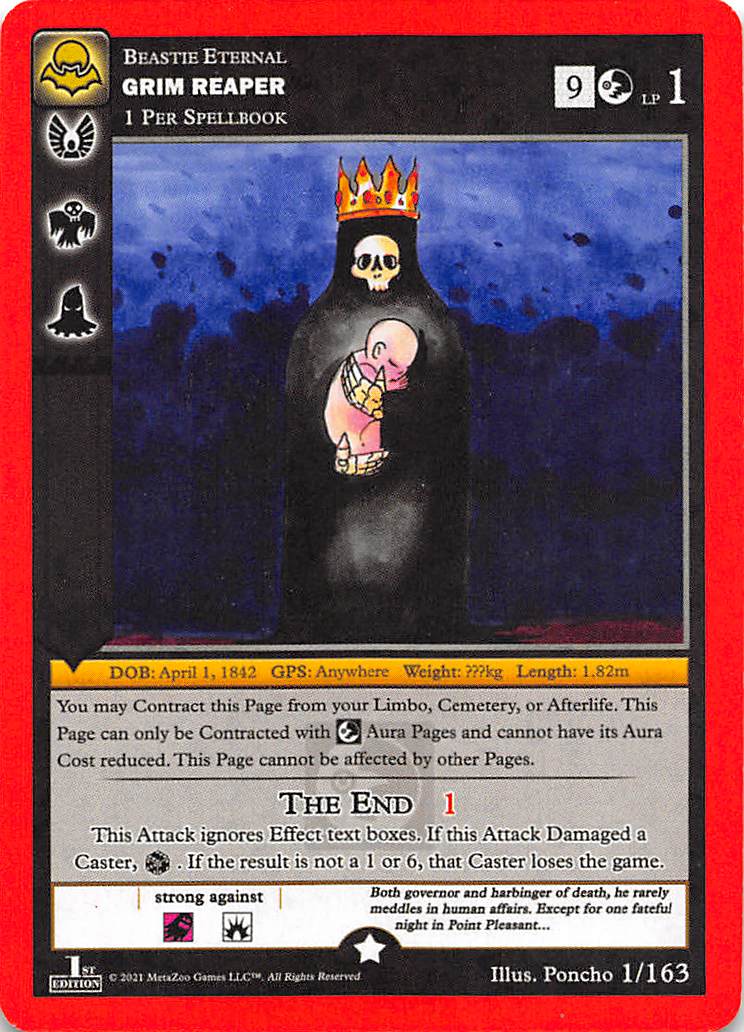 BEASTIE ETERNAL
GRIM REAPER
9 LP 1
1 PER SPELLBOOK
DOB: April 1, 1842 GPS: Anywhere Weight: ???kg Length: 1.82m
You may Contract this Page from your Limbo, Cemetery, or Afterlife. This
Page can only be Contracted with Aura Pages and cannot have its Aura
Cost reduced. This Page cannot be affected by other Pages.
THE END 1
This Attack ignores Effect text boxes. If this Attack Damaged a
Caster, . If the result is not a 1 or 6, that Caster loses the game.
strong against
Both governor and harbinger of death, he rarely
meddles in human affairs. Except for one fateful
night in Point Pleasant...
1ST
EDITION
© 2021 MetaZoo Games LLC™. All Rights Reserved
Illus. Poncho 1/163